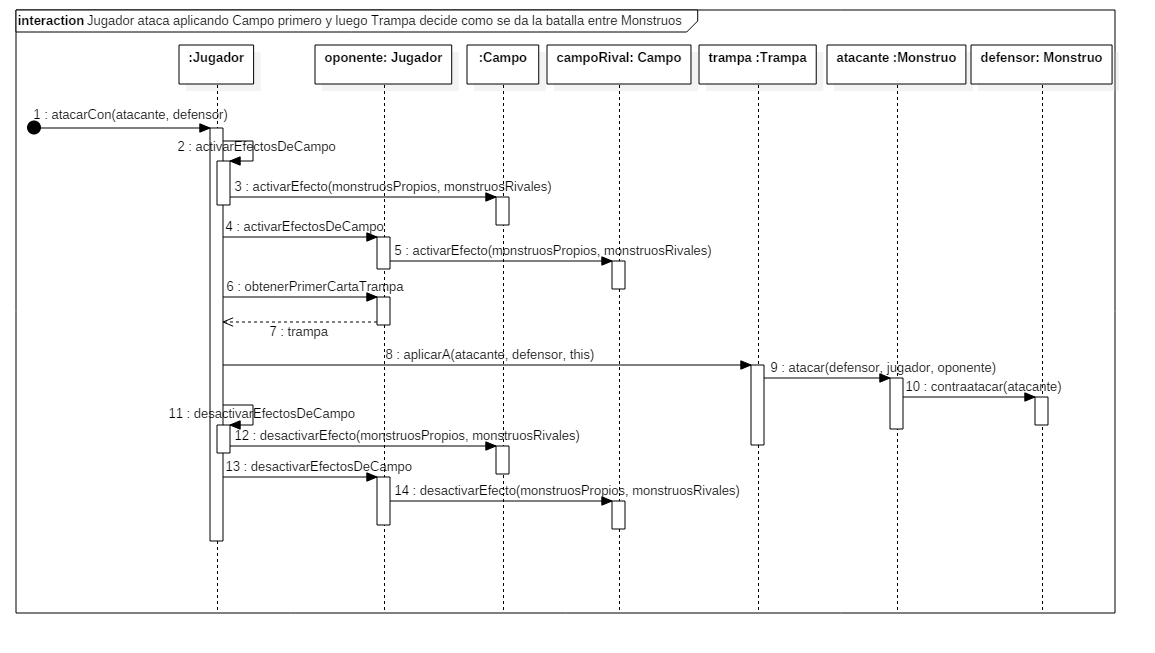 interaction Jugador ataca aplicando Campo primero y luego Trampa decide como se da la batalla entre Monstruos
:Jugador
oponente: Jugador
:Campo
campoRival: Campo
trampa :Trampa
atacante :Monstruo
defensor: Monstruo
1 : atacarCon(atacante, defensor)
2 : activarEfectosDeCampo
3 : activarEfecto(monstruosPropios, monstruosRivales)
4 : activarEfectosDeCampo
5 : activarEfecto(monstruosPropios, monstruosRivales)
6 : obtenerPrimerCartaTrampa
7 : trampa
8 : aplicarA(atacante, defensor, this)
9 : atacar(defensor, jugador, oponente)
10 : contraatacar(atacante)
11 : desactivarEfectosDeCampo
12 : desactivarEfecto(monstruosPropios, monstruosRivales)
13 : desactivarEfectosDeCampo
14 : desactivarEfecto(monstruosPropios, monstruosRivales)